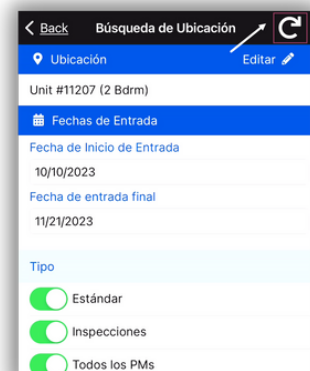 Back Búsqueda de Ubicación
Ubicación Editar
Unit #11207 (2 Bdrm)
Fechas de Entrada
Fecha de Inicio de Entrada
10/10/2023
Fecha de entrada final
11/21/2023
Tipo
Estándar
Inspecciones
Todos los PMs